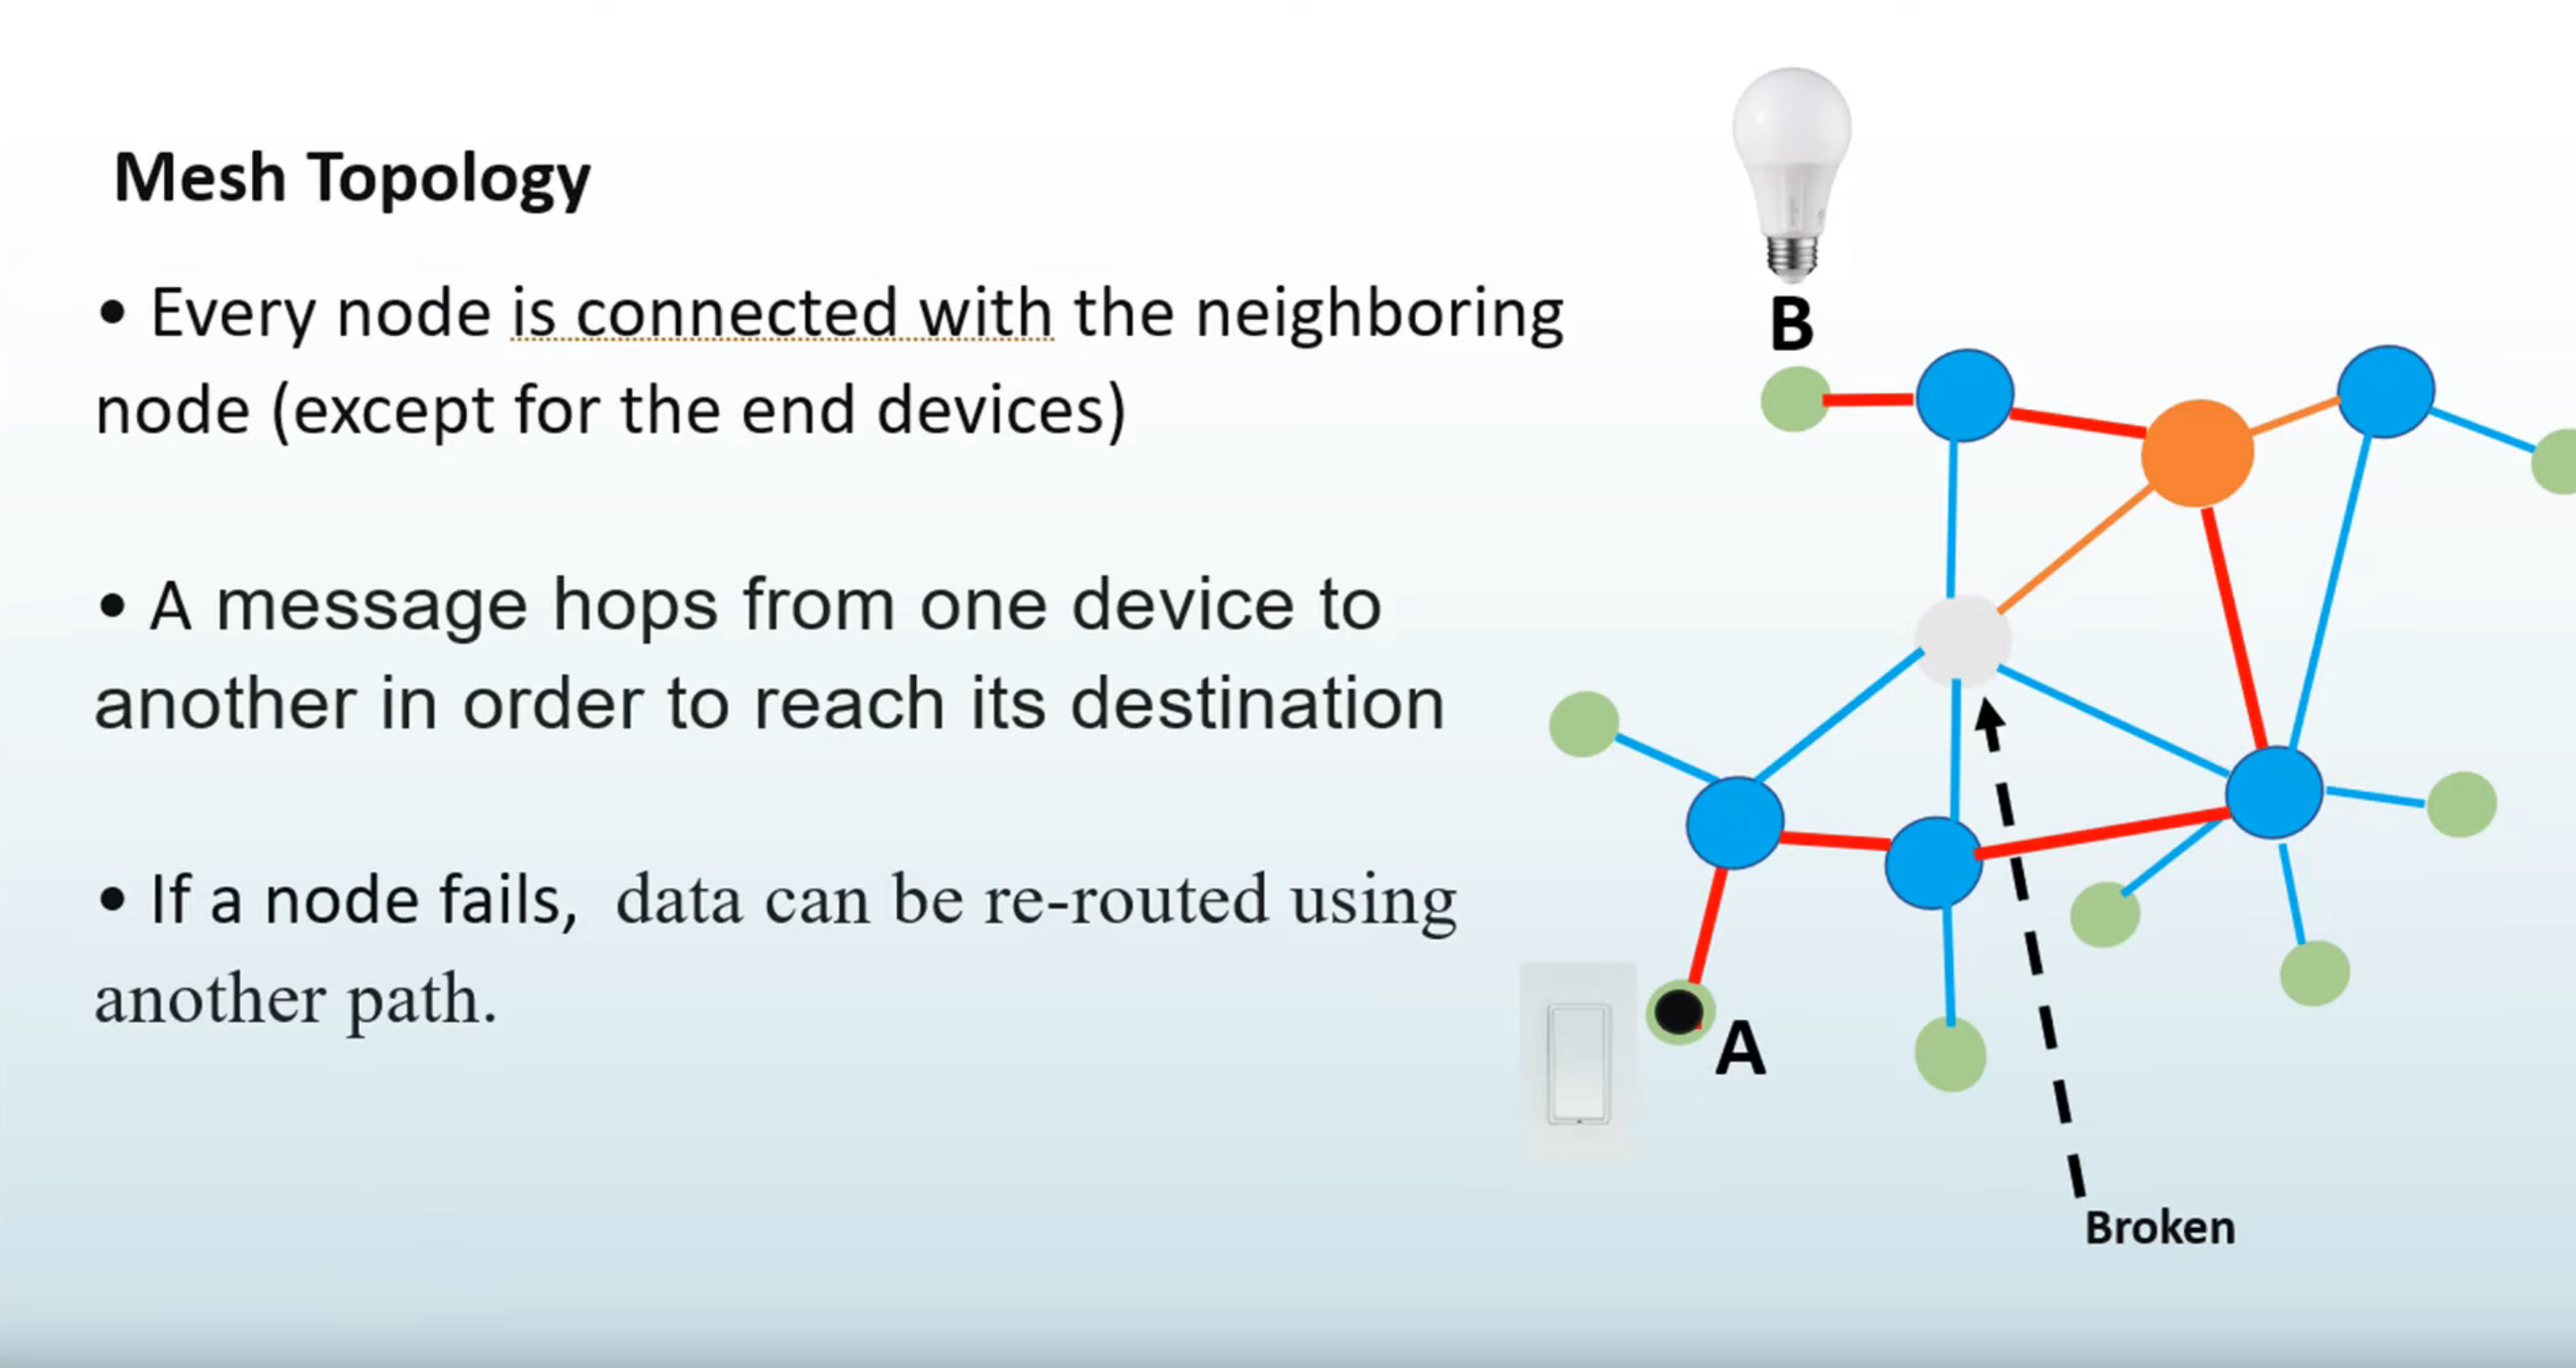 Mesh Topology
• Every node is connected with the neighboring
node (except for the end devices)
• A message hops from one device to
another in order to reach its destination
• If a node fails, data can be re-routed using
another path.
B
A
Broken